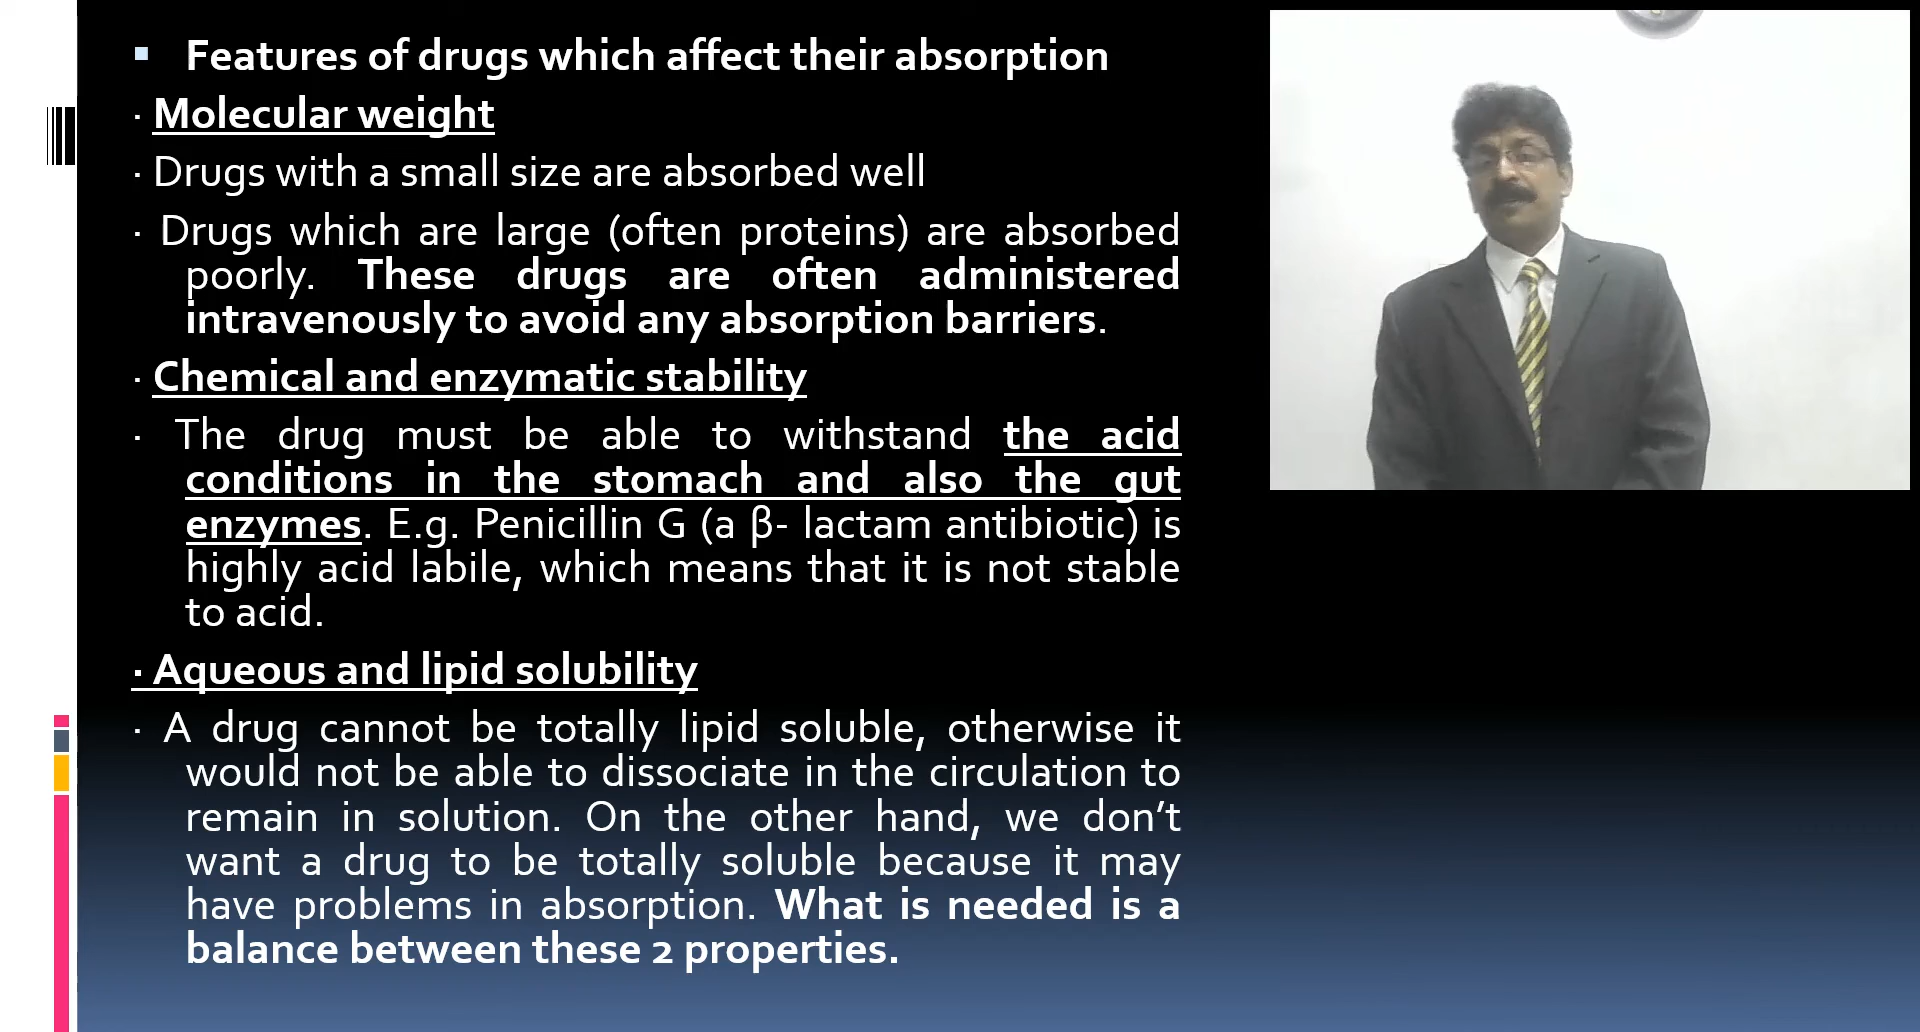 ▪ Features of drugs which affect their absorption
· Molecular weight
· Drugs with a small size are absorbed well
· Drugs which are large (often proteins) are absorbed
poorly. These drugs are often administered
intravenously to avoid any absorption barriers.
· Chemical and enzymatic stability
· The drug must be able to withstand the acid
conditions in the stomach and also the gut
enzymes. E.g. Penicillin G (a β- lactam antibiotic) is
highly acid labile, which means that it is not stable
to acid.
· Aqueous and lipid solubility
· A drug cannot be totally lipid soluble, otherwise it
would not be able to dissociate in the circulation to
remain in solution. On the other hand, we don’t
want a drug to be totally soluble because it may
have problems in absorption. What is needed is a
balance between these 2 properties.